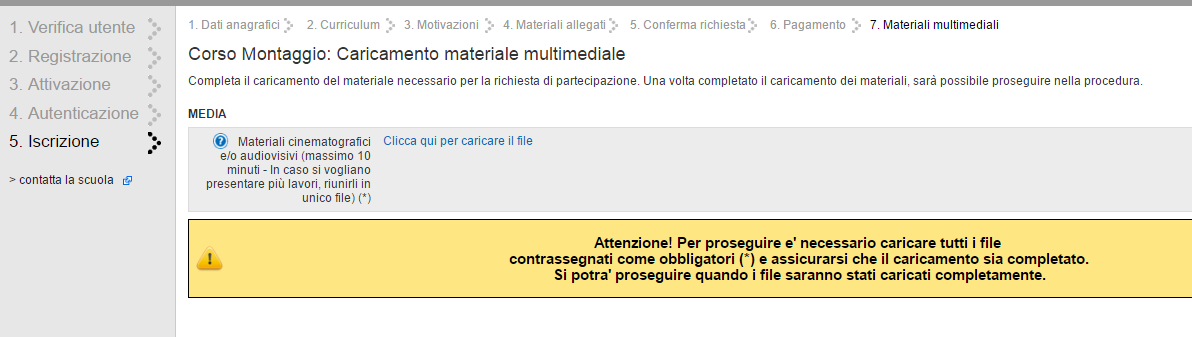 1. Verifica utente
2. Registrazione
3. Attivazione
4. Autenticazione
5. Iscrizione
> contatta la scuola
1. Dati anagrafici 2. Curriculum 3. Motivazioni 4. Materiali allegati 5. Conferma richiesta 6. Pagamento 7. Materiali multimediali
Corso Montaggio: Caricamento materiale multimediale
Completa il caricamento del materiale necessario per la richiesta di partecipazione. Una volta completato il caricamento dei materiali, sarà possibile proseguire nella procedura.
MEDIA
? Materiali cinematografici
e/o audiovisivi (massimo 10
minuti - In caso si vogliano
presentare più lavori, riunirli in
unico file) (*)
Clicca qui per caricare il file
Attenzione! Per proseguire e' necessario caricare tutti i file
contrassegnati come obbligatori (*) e assicurarsi che il caricamento sia completato.
Si potra' proseguire quando i file saranno stati caricati completamente.